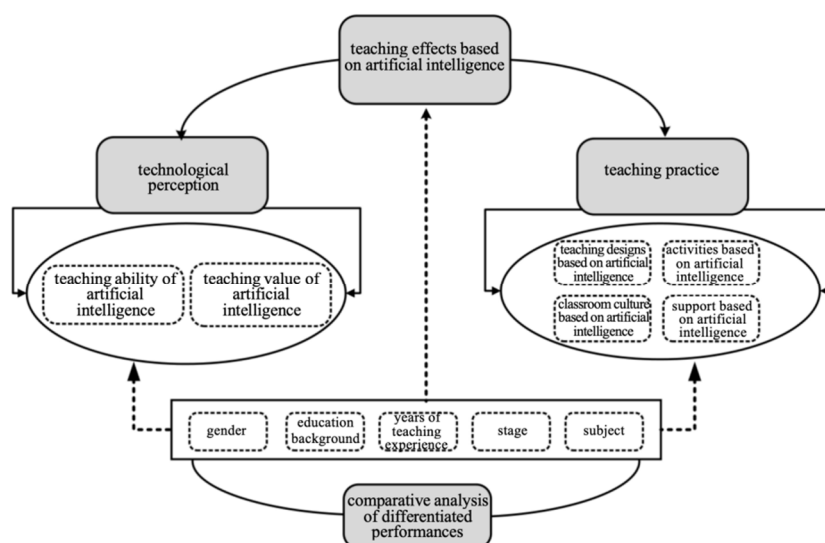 teaching effects based
on artificial intelligence
technological
perception
teaching practice
teaching ability of
artificial
intelligence
teaching value of
artificial
intelligence
teaching designs
based on artificial
intelligence
activities based
on artificial
intelligence
classroom culture
based on artificial
intelligence
support based
on artificial
intelligence
gender
education
background
years of
teaching
experience
stage
subject
comparative analysis
of differentiated
performances